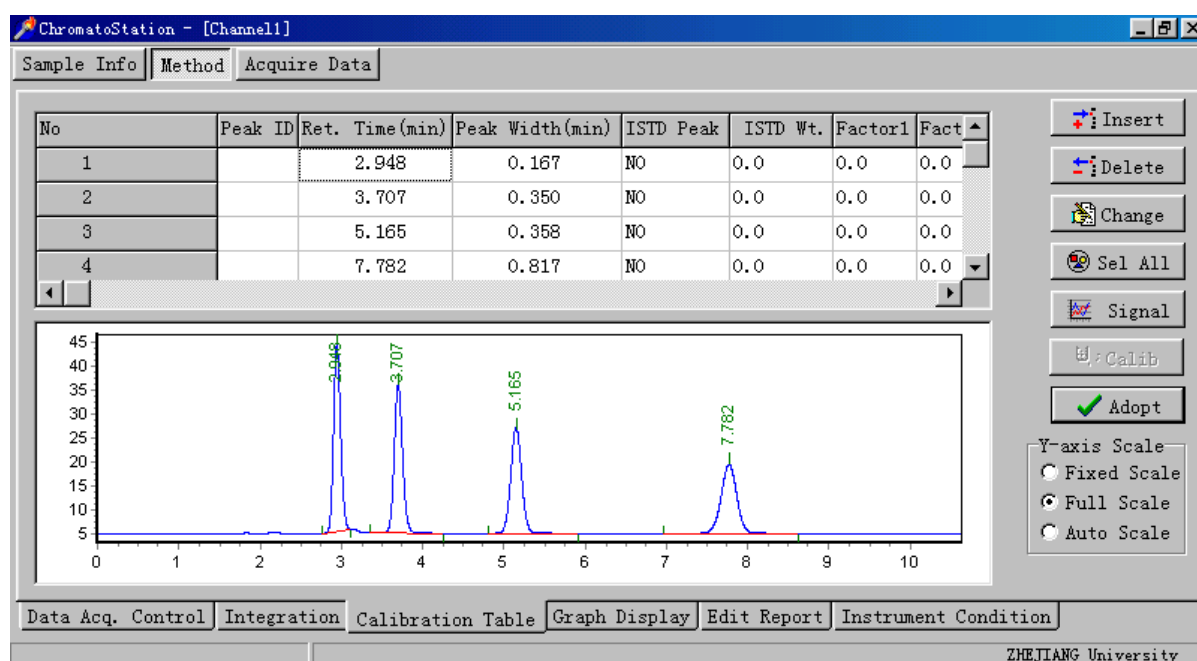 ChromatoStation - [Channel1]
Sample Info Method Acquire Data
No Peak ID Ret. Time(min) Peak Width(min) ISTD Peak ISTD Wt. Factor1 Fact
1 2.948 0.167 NO 0.0 0.0 0.0
2 3.707 0.350 NO 0.0 0.0 0.0
3 5.165 0.358 NO 0.0 0.0 0.0
4 7.782 0.817 NO 0.0 0.0 0.0
Insert
Delete
Change
Sel All
Signal
Calib
Adopt
Y-axis Scale
Fixed Scale
Full Scale
Auto Scale
45
40
35
30
25
20
15
10
5
2.948
3.707
5.165
7.782
0 1 2 3 4 5 6 7 8 9 10
Data Acq. Control Integration Calibration Table Graph Display Edit Report Instrument Condition
ZHEJIANG University